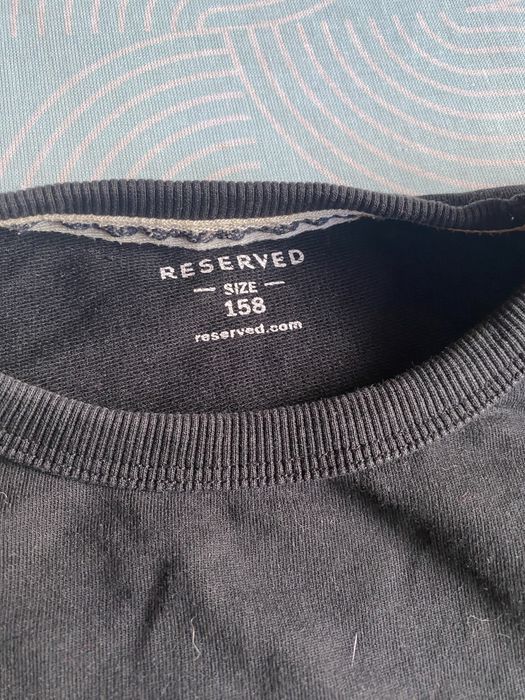 RESERVED
— SIZE —
158
reserved.com